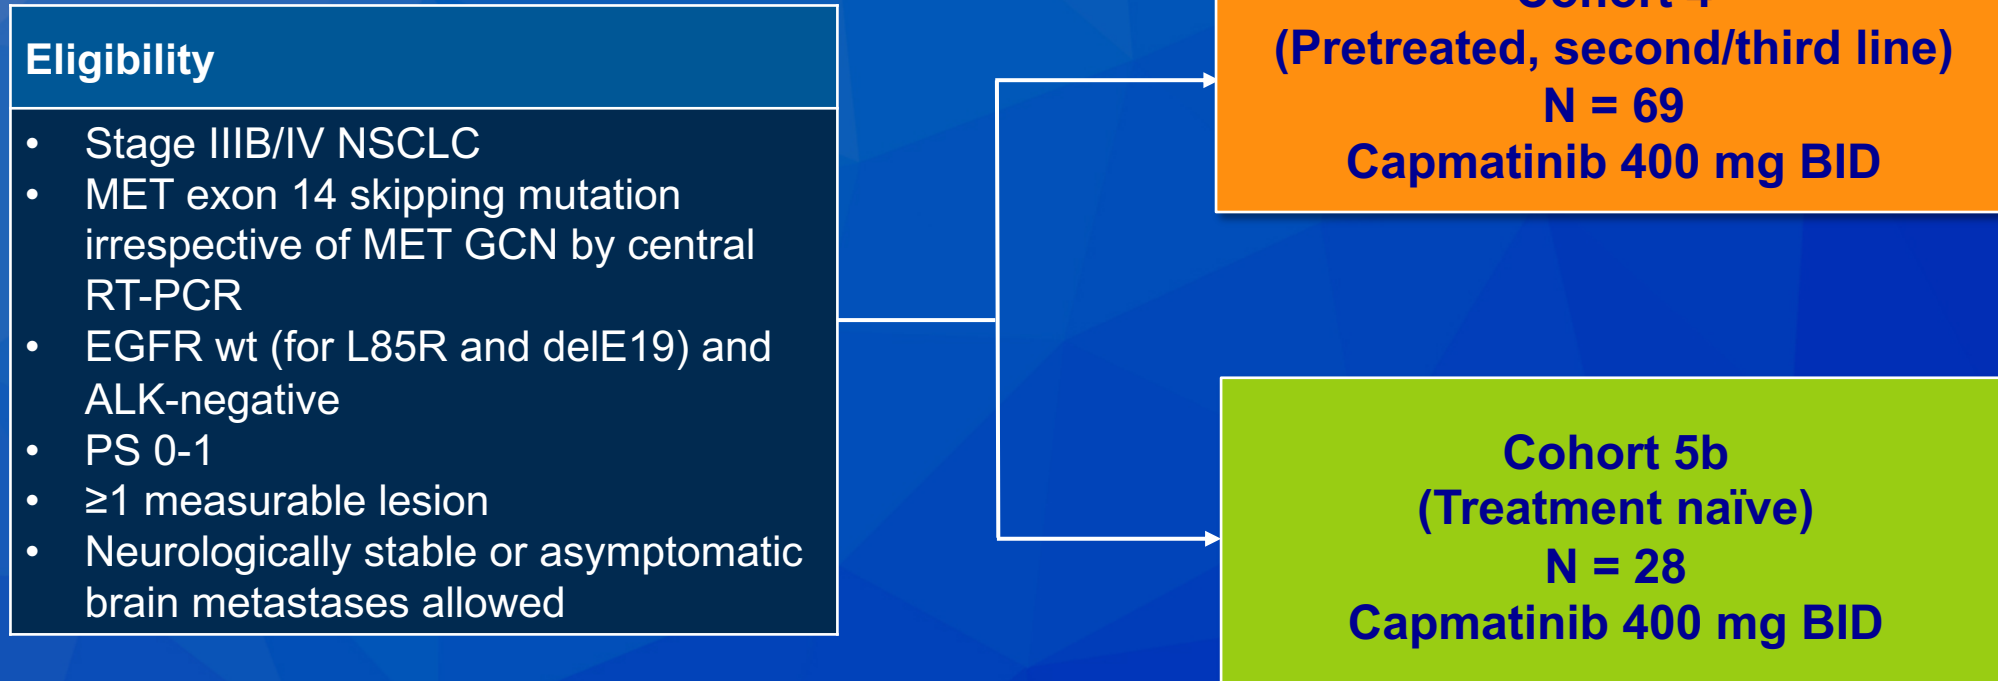 Eligibility
• Stage IIIB/IV NSCLC
• MET exon 14 skipping mutation
irrespective of MET GCN by central
RT-PCR
• EGFR wt (for L85R and delE19) and
ALK-negative
• PS 0-1
• ≥1 measurable lesion
• Neurologically stable or asymptomatic
brain metastases allowed
Cohort 4
(Pretreated, second/third line)
N = 69
Capmatinib 400 mg BID
Cohort 5b
(Treatment naïve)
N = 28
Capmatinib 400 mg BID